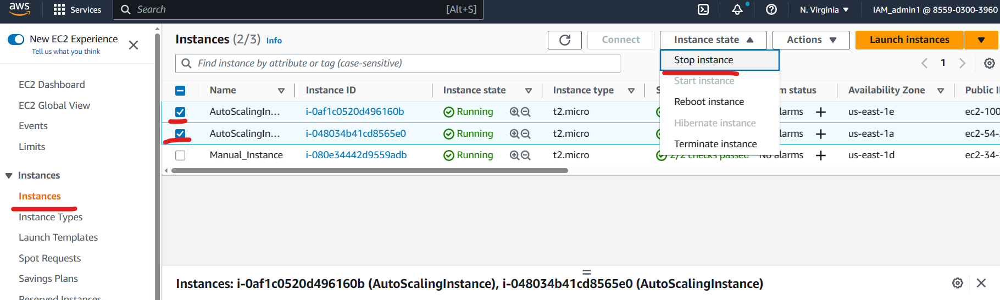 aws Services Search [Alt+S] N. Virginia IAM_admin1 @ 8559-0300-3960
New EC2 Experience
Tell us what you think
EC2 Dashboard
EC2 Global View
Events
Limits
Instances
Instances
Instance Types
Launch Templates
Spot Requests
Savings Plans
Reserved Instances
Instances (2/3) Info Connect Instance state Actions Launch instances
Find instance by attribute or tag (case-sensitive) 1
Stop instance
Start instance
Reboot instance
Hibernate instance
Terminate instance
Name Instance ID Instance state Instance type S m status Availability Zone Public I
AutoScalingIn... i-0af1c0520d496160b Running t2.micro larms us-east-1e ec2-100
AutoScalingIn... i-048034b41cd8565e0 Running t2.micro larms us-east-1a ec2-54-
Manual_Instance i-080e34442d9559adb Running t2.micro 2/2 checks passed No alarms us-east-1d ec2-34-
Instances: i-0af1c0520d496160b (AutoScalingInstance), i-048034b41cd8565e0 (AutoScalingInstance)